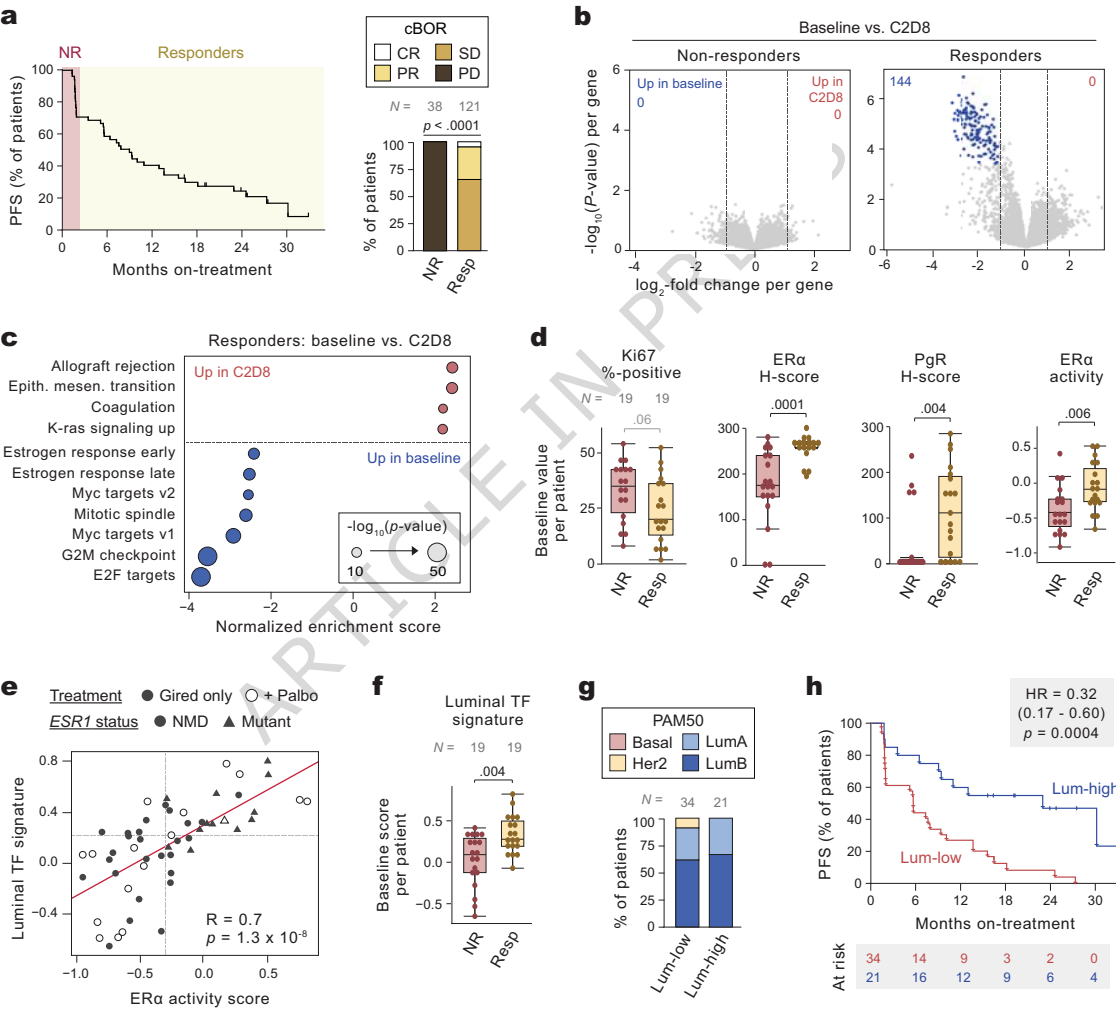 a
NR
Responders
PFS (% of patients)
100
80
60
40
20
0
0 6 12 18 24 30
Months on-treatment
cBOR
CR SD
PR PD
N = 38 121
p < .0001
% of patients
100
75
50
25
0
NR Resp
b
Baseline vs. C2D8
Non-responders
Responders
Up in baseline
0
Up in
C2D8
0
144
0
-log10(P-value) per gene
6
4
2
0
-4 -2 0 2
6
4
2
0
-6 -4 -2 0 2
log2-fold change per gene
c
Responders: baseline vs. C2D8
Allograft rejection
Epith. mesen. transition
Coagulation
K-ras signaling up
Estrogen response early
Estrogen response late
Myc targets v2
Mitotic spindle
Myc targets v1
G2M checkpoint
E2F targets
Up in C2D8
Up in baseline
-log10(p-value)
10 50
-4 -2 0 2
Normalized enrichment score
d
Ki67
%-positive
N = 19 19
.06
Baseline value
per patient
50
25
0
NR Resp
ERα
H-score
.0001
300
200
100
0
NR Resp
PgR
H-score
.004
300
200
100
0
NR Resp
ERα
activity
.006
0.5
0.0
−0.5
−1.0
NR Resp
e
Treatment Gired only + Palbo
ESR1 status NMD Mutant
Luminal TF signature
0.8
0.4
0.0
−0.4
R = 0.7
p = 1.3 x 10-8
−1.0 −0.5 0.0 0.5
ERα activity score
f
Luminal TF
signature
N = 19 19
.004
Baseline score
per patient
0.5
0.0
−0.5
NR Resp
g
PAM50
Basal LumA
Her2 LumB
N = 34 21
% of patients
100
75
50
25
0
Lum-low Lum-high
h
HR = 0.32
(0.17 - 0.60)
p = 0.0004
PFS (% of patients)
100
80
60
40
20
0
Lum-high
Lum-low
0 6 12 18 24 30
Months on-treatment
At risk
34 14 9 3 2 0
21 16 12 9 6 4
ARTICLE IN PRE